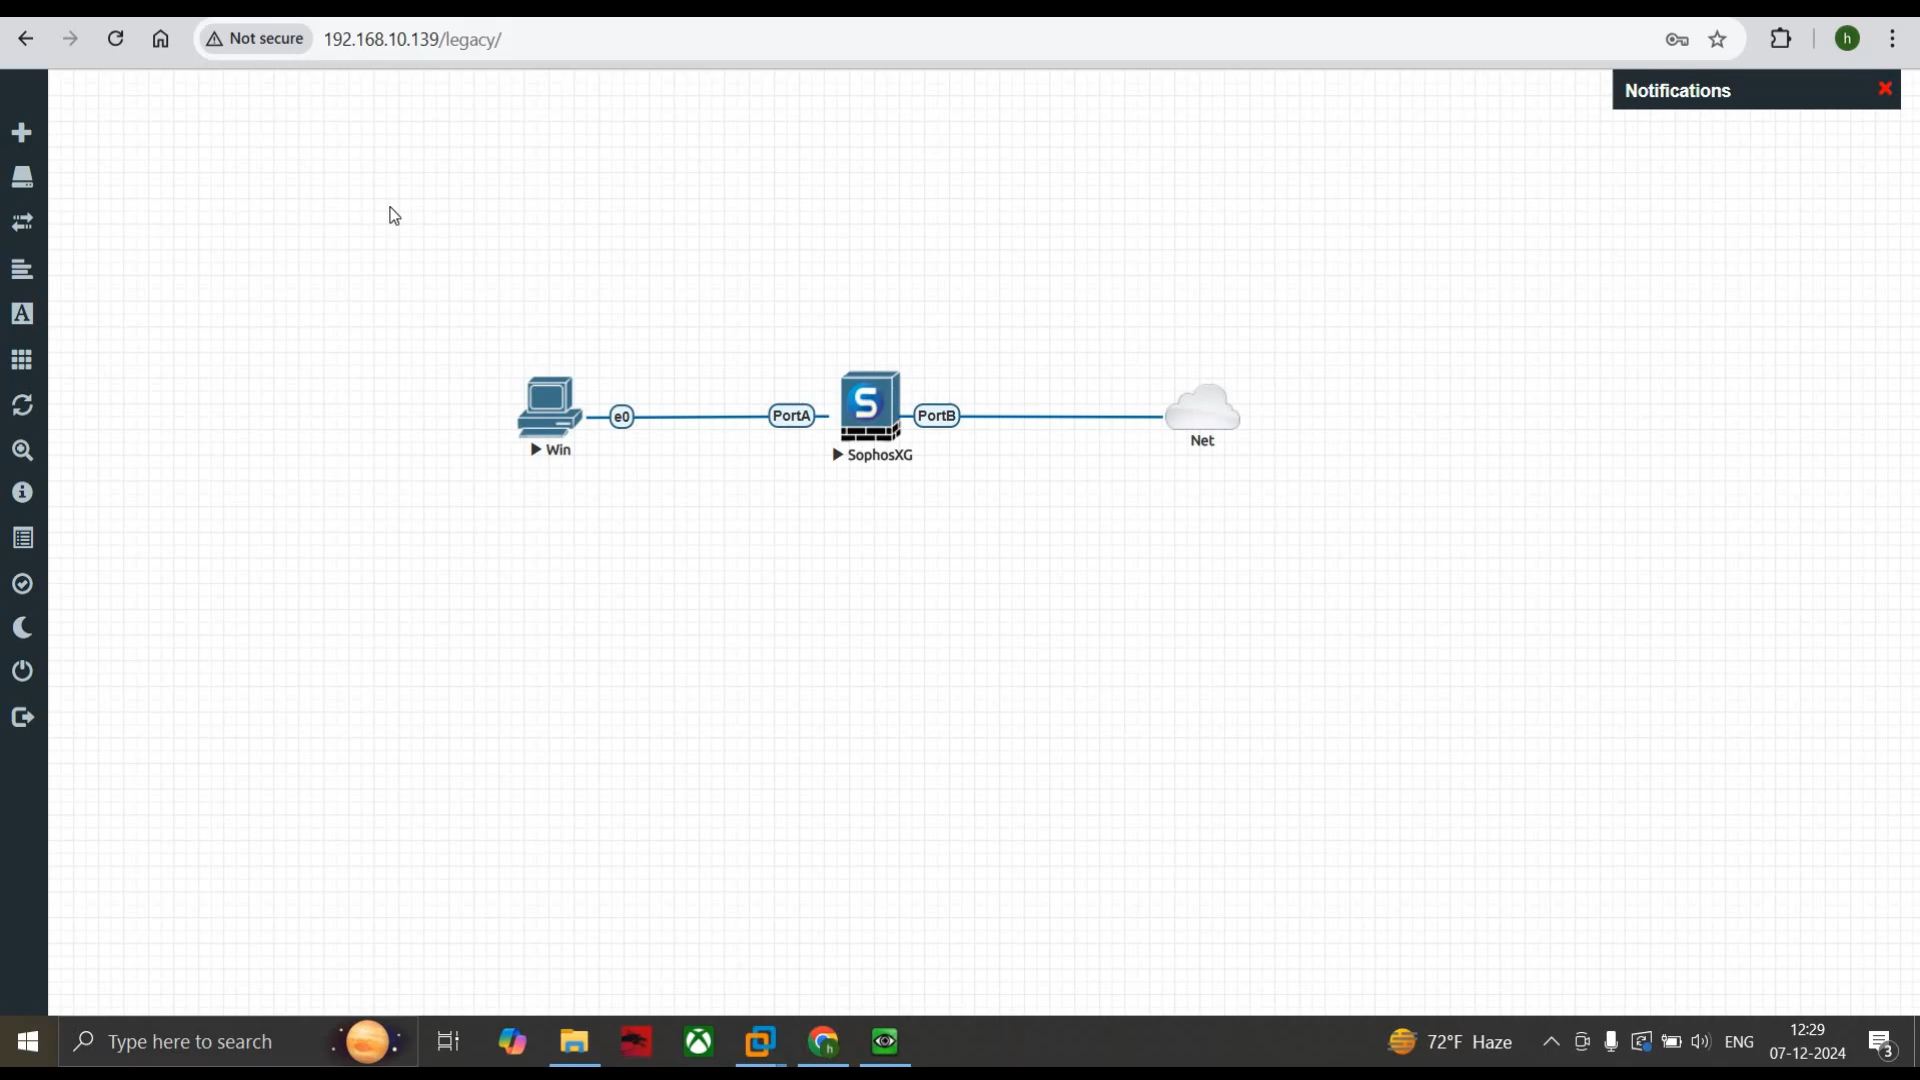 Not secure
192.168.10.139/legacy/
h
Notifications
A
e0
PortA
S
PortB
Win
SophosXG
Net
Type here to search
h
72°F Haze
ENG
12:29
07-12-2024
3